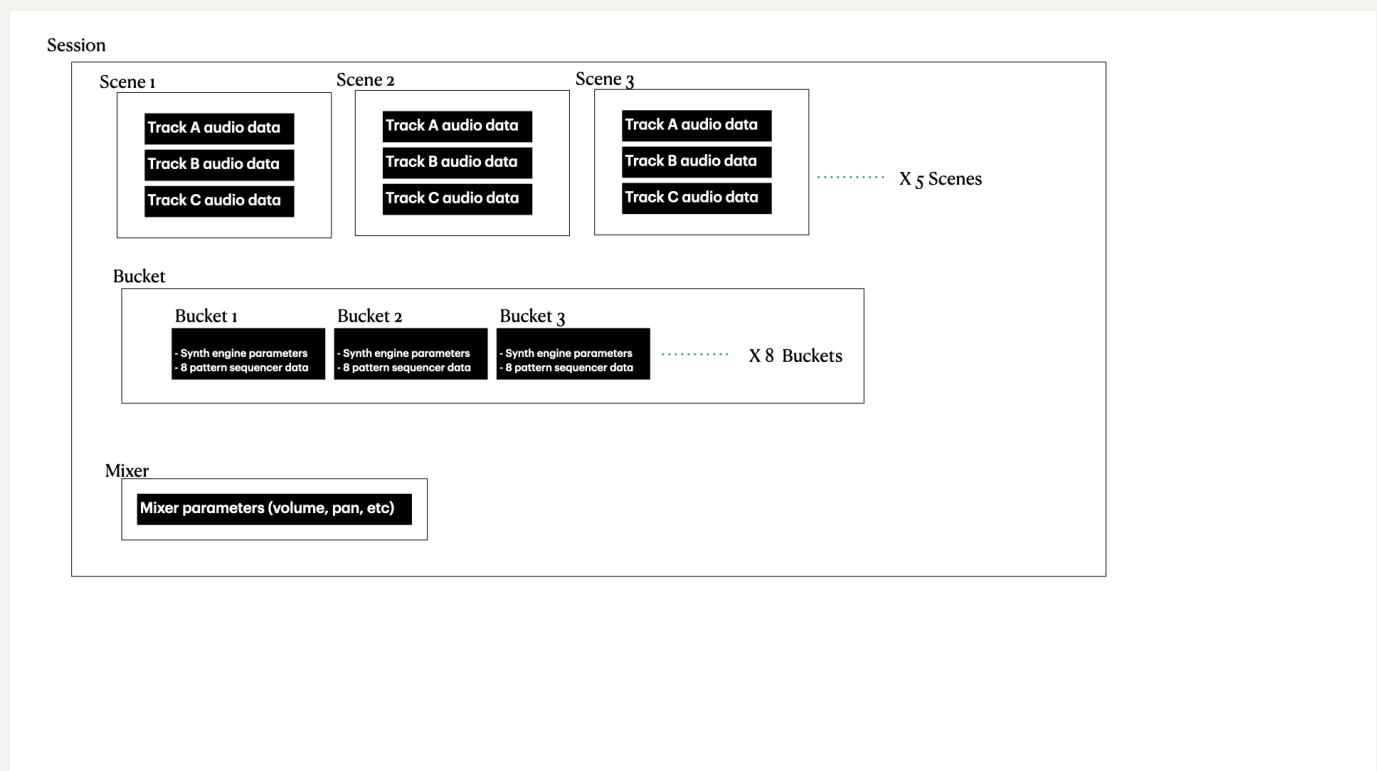 Session
Scene 1
Scene 2
Scene 3
Track A audio data
Track B audio data
Track C audio data
Track A audio data
Track B audio data
Track C audio data
Track A audio data
Track B audio data
Track C audio data
X 5 Scenes
Bucket
Bucket 1
- Synth engine parameters
- 8 pattern sequencer data
Bucket 2
- Synth engine parameters
- 8 pattern sequencer data
Bucket 3
- Synth engine parameters
- 8 pattern sequencer data
X 8 Buckets
Mixer
Mixer parameters (volume, pan, etc)